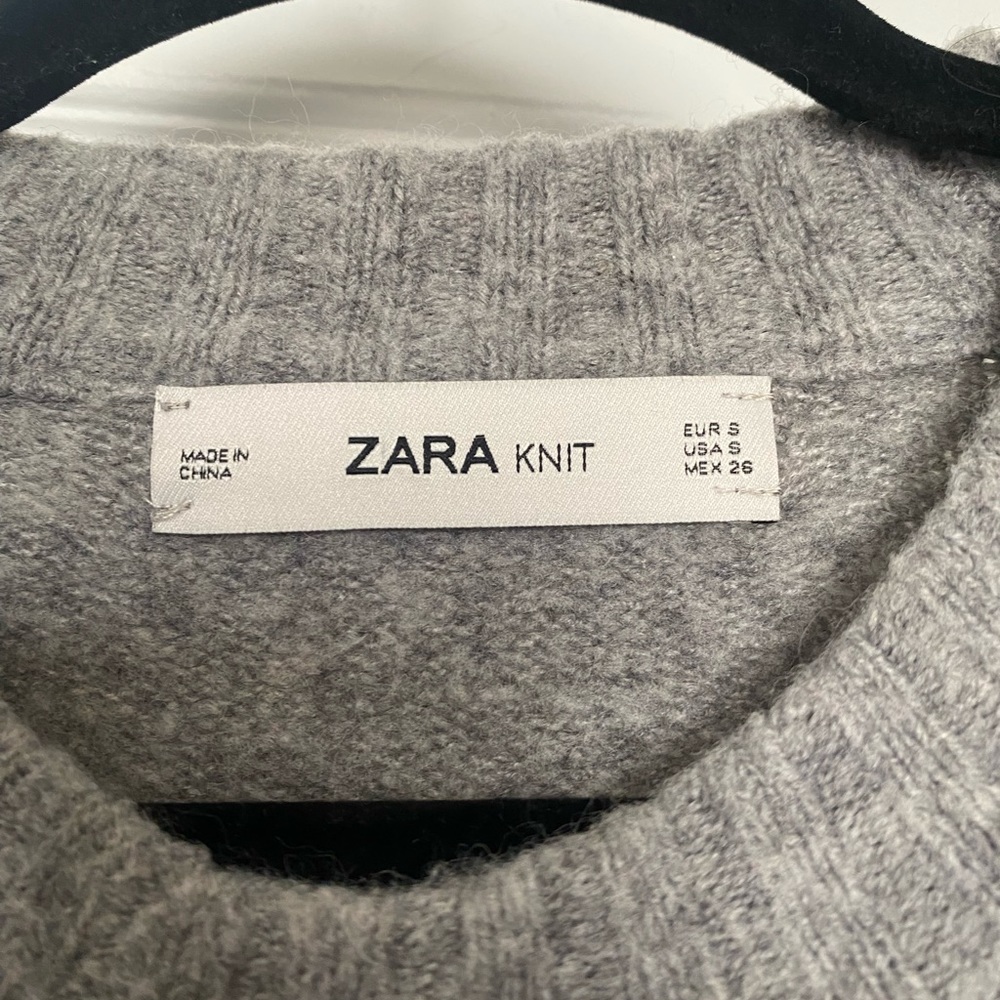 MADE IN
CHINA
ZARA KNIT
EUR S
USA S
MEX 26